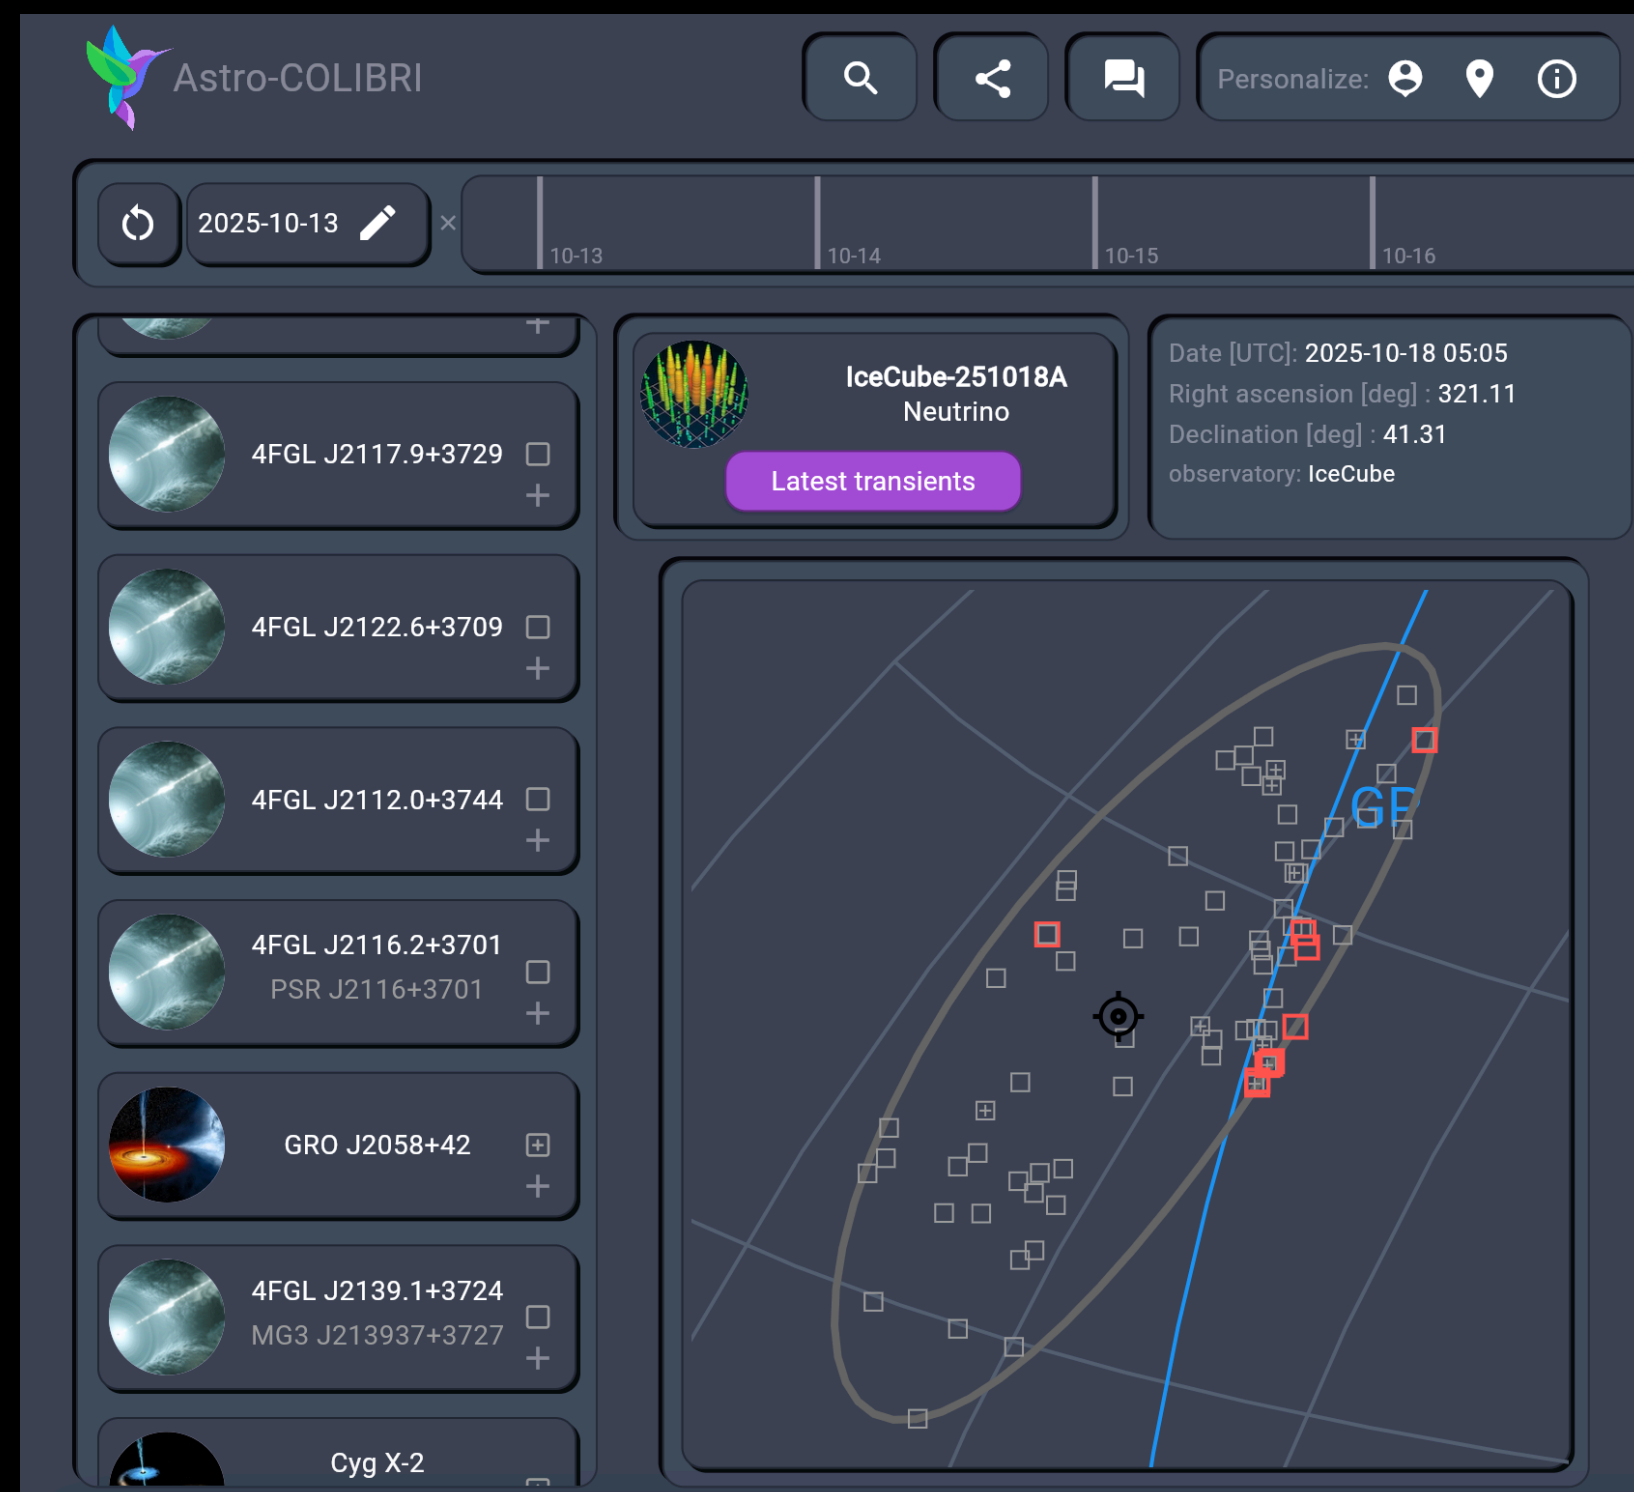 Astro-COLIBRI
Personalize:
2025-10-13
10-13
10-14
10-15
10-16
4FGL J2117.9+3729
4FGL J2122.6+3709
4FGL J2112.0+3744
4FGL J2116.2+3701
PSR J2116+3701
GRO J2058+42
4FGL J2139.1+3724
MG3 J213937+3727
Cyg X-2
IceCube-251018A
Neutrino
Latest transients
Date [UTC]: 2025-10-18 05:05
Right ascension [deg] : 321.11
Declination [deg] : 41.31
observatory: IceCube
GP